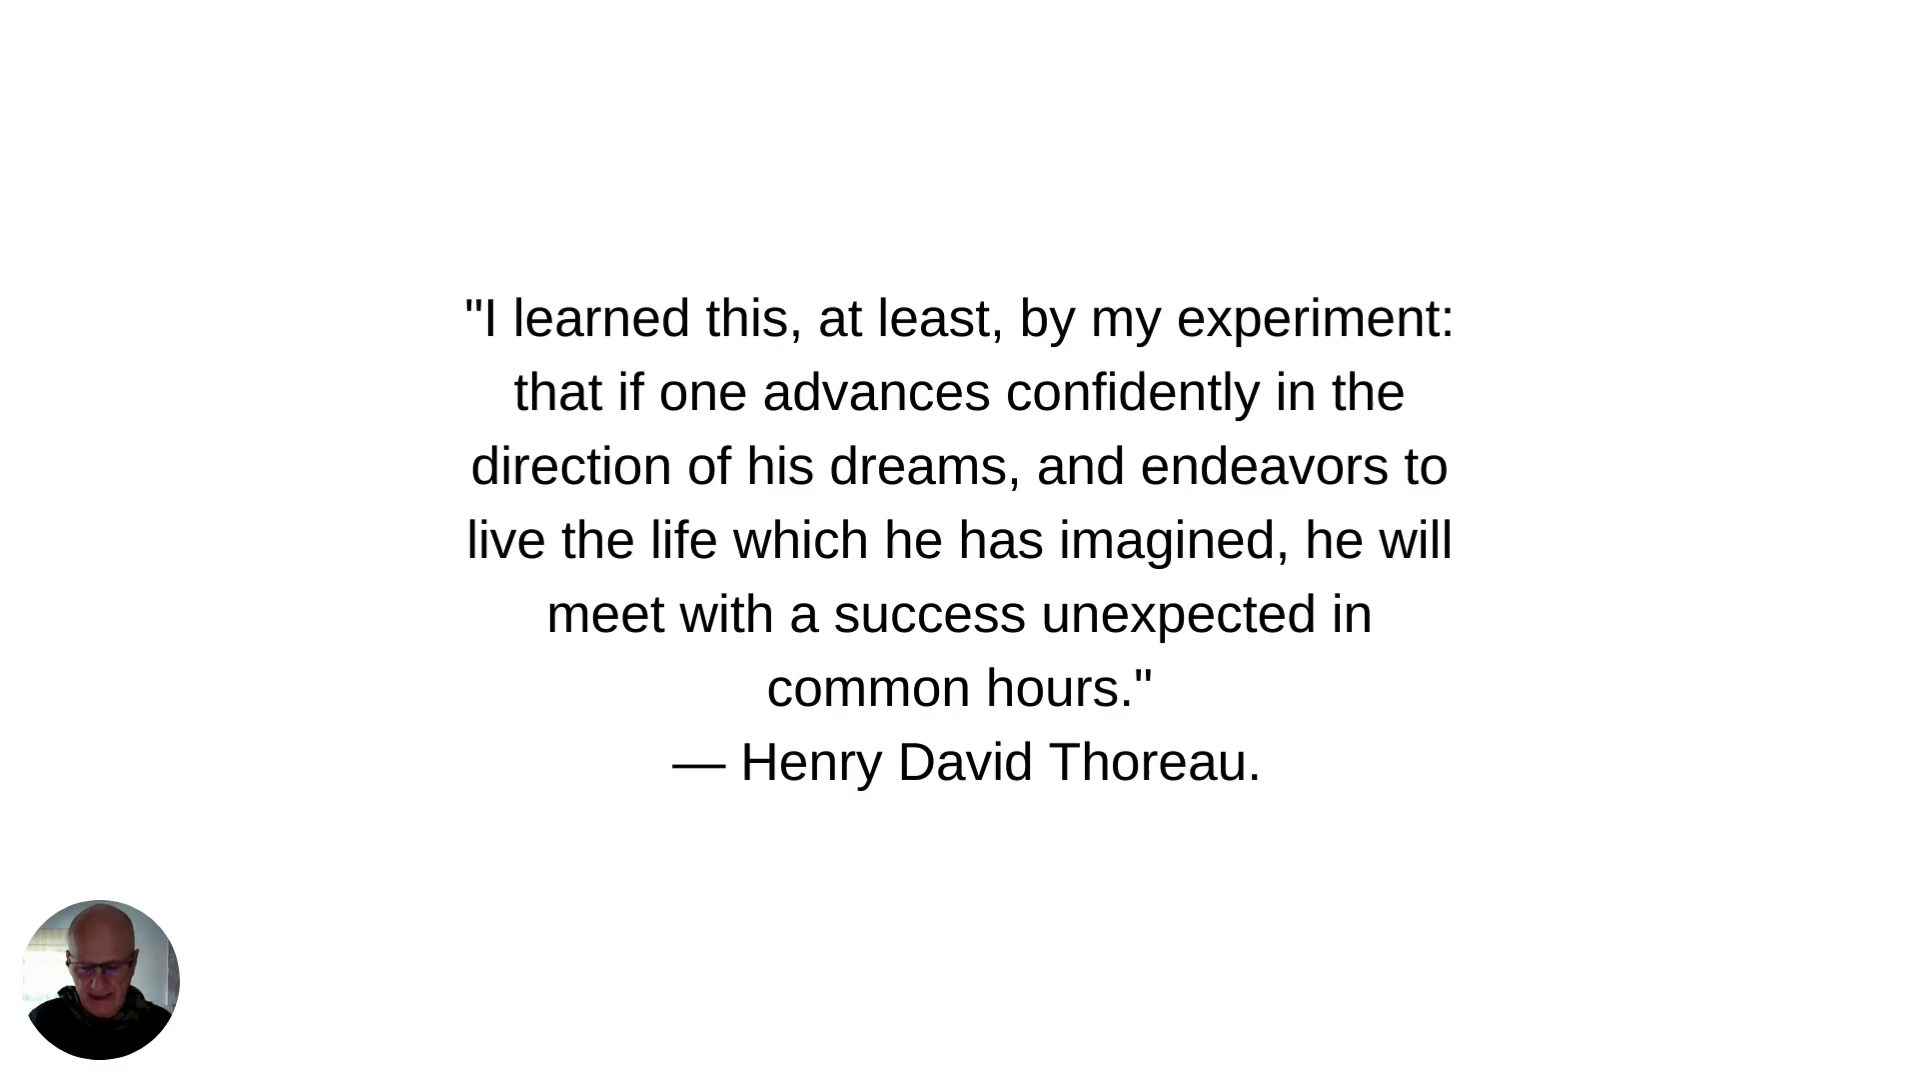 "I learned this, at least, by my experiment:
that if one advances confidently in the
direction of his dreams, and endeavors to
live the life which he has imagined, he will
meet with a success unexpected in
common hours."
— Henry David Thoreau.